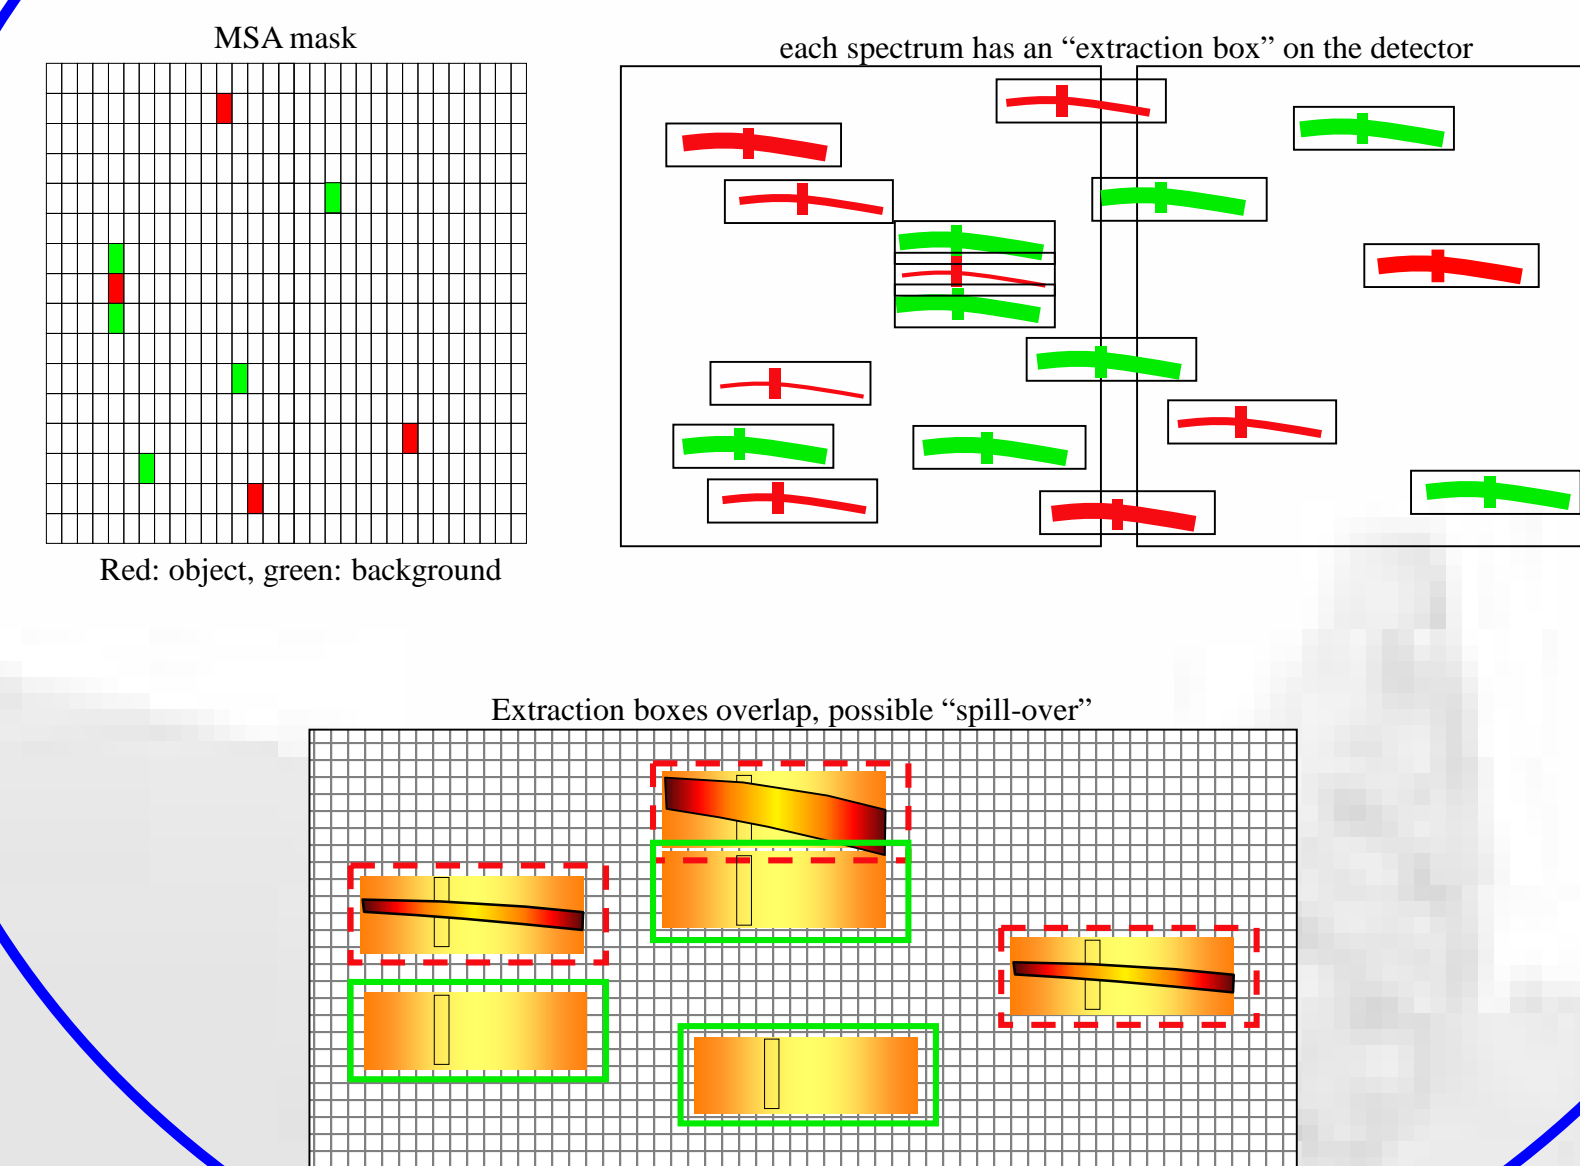 MSA mask
each spectrum has an “extraction box” on the detector
Red: object, green: background
Extraction boxes overlap, possible “spill-over”